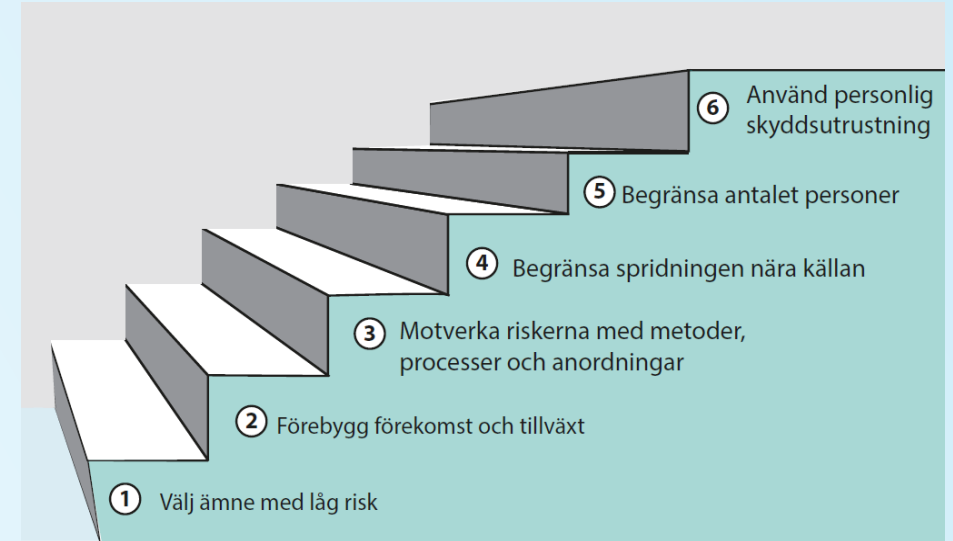 6 Använd personlig
skyddsutrustning
5 Begränsa antalet personer
4 Begränsa spridningen nära källan
3 Motverka riskerna med metoder,
processer och anordningar
2 Förebygg förekomst och tillväxt
1 Välj ämne med låg risk